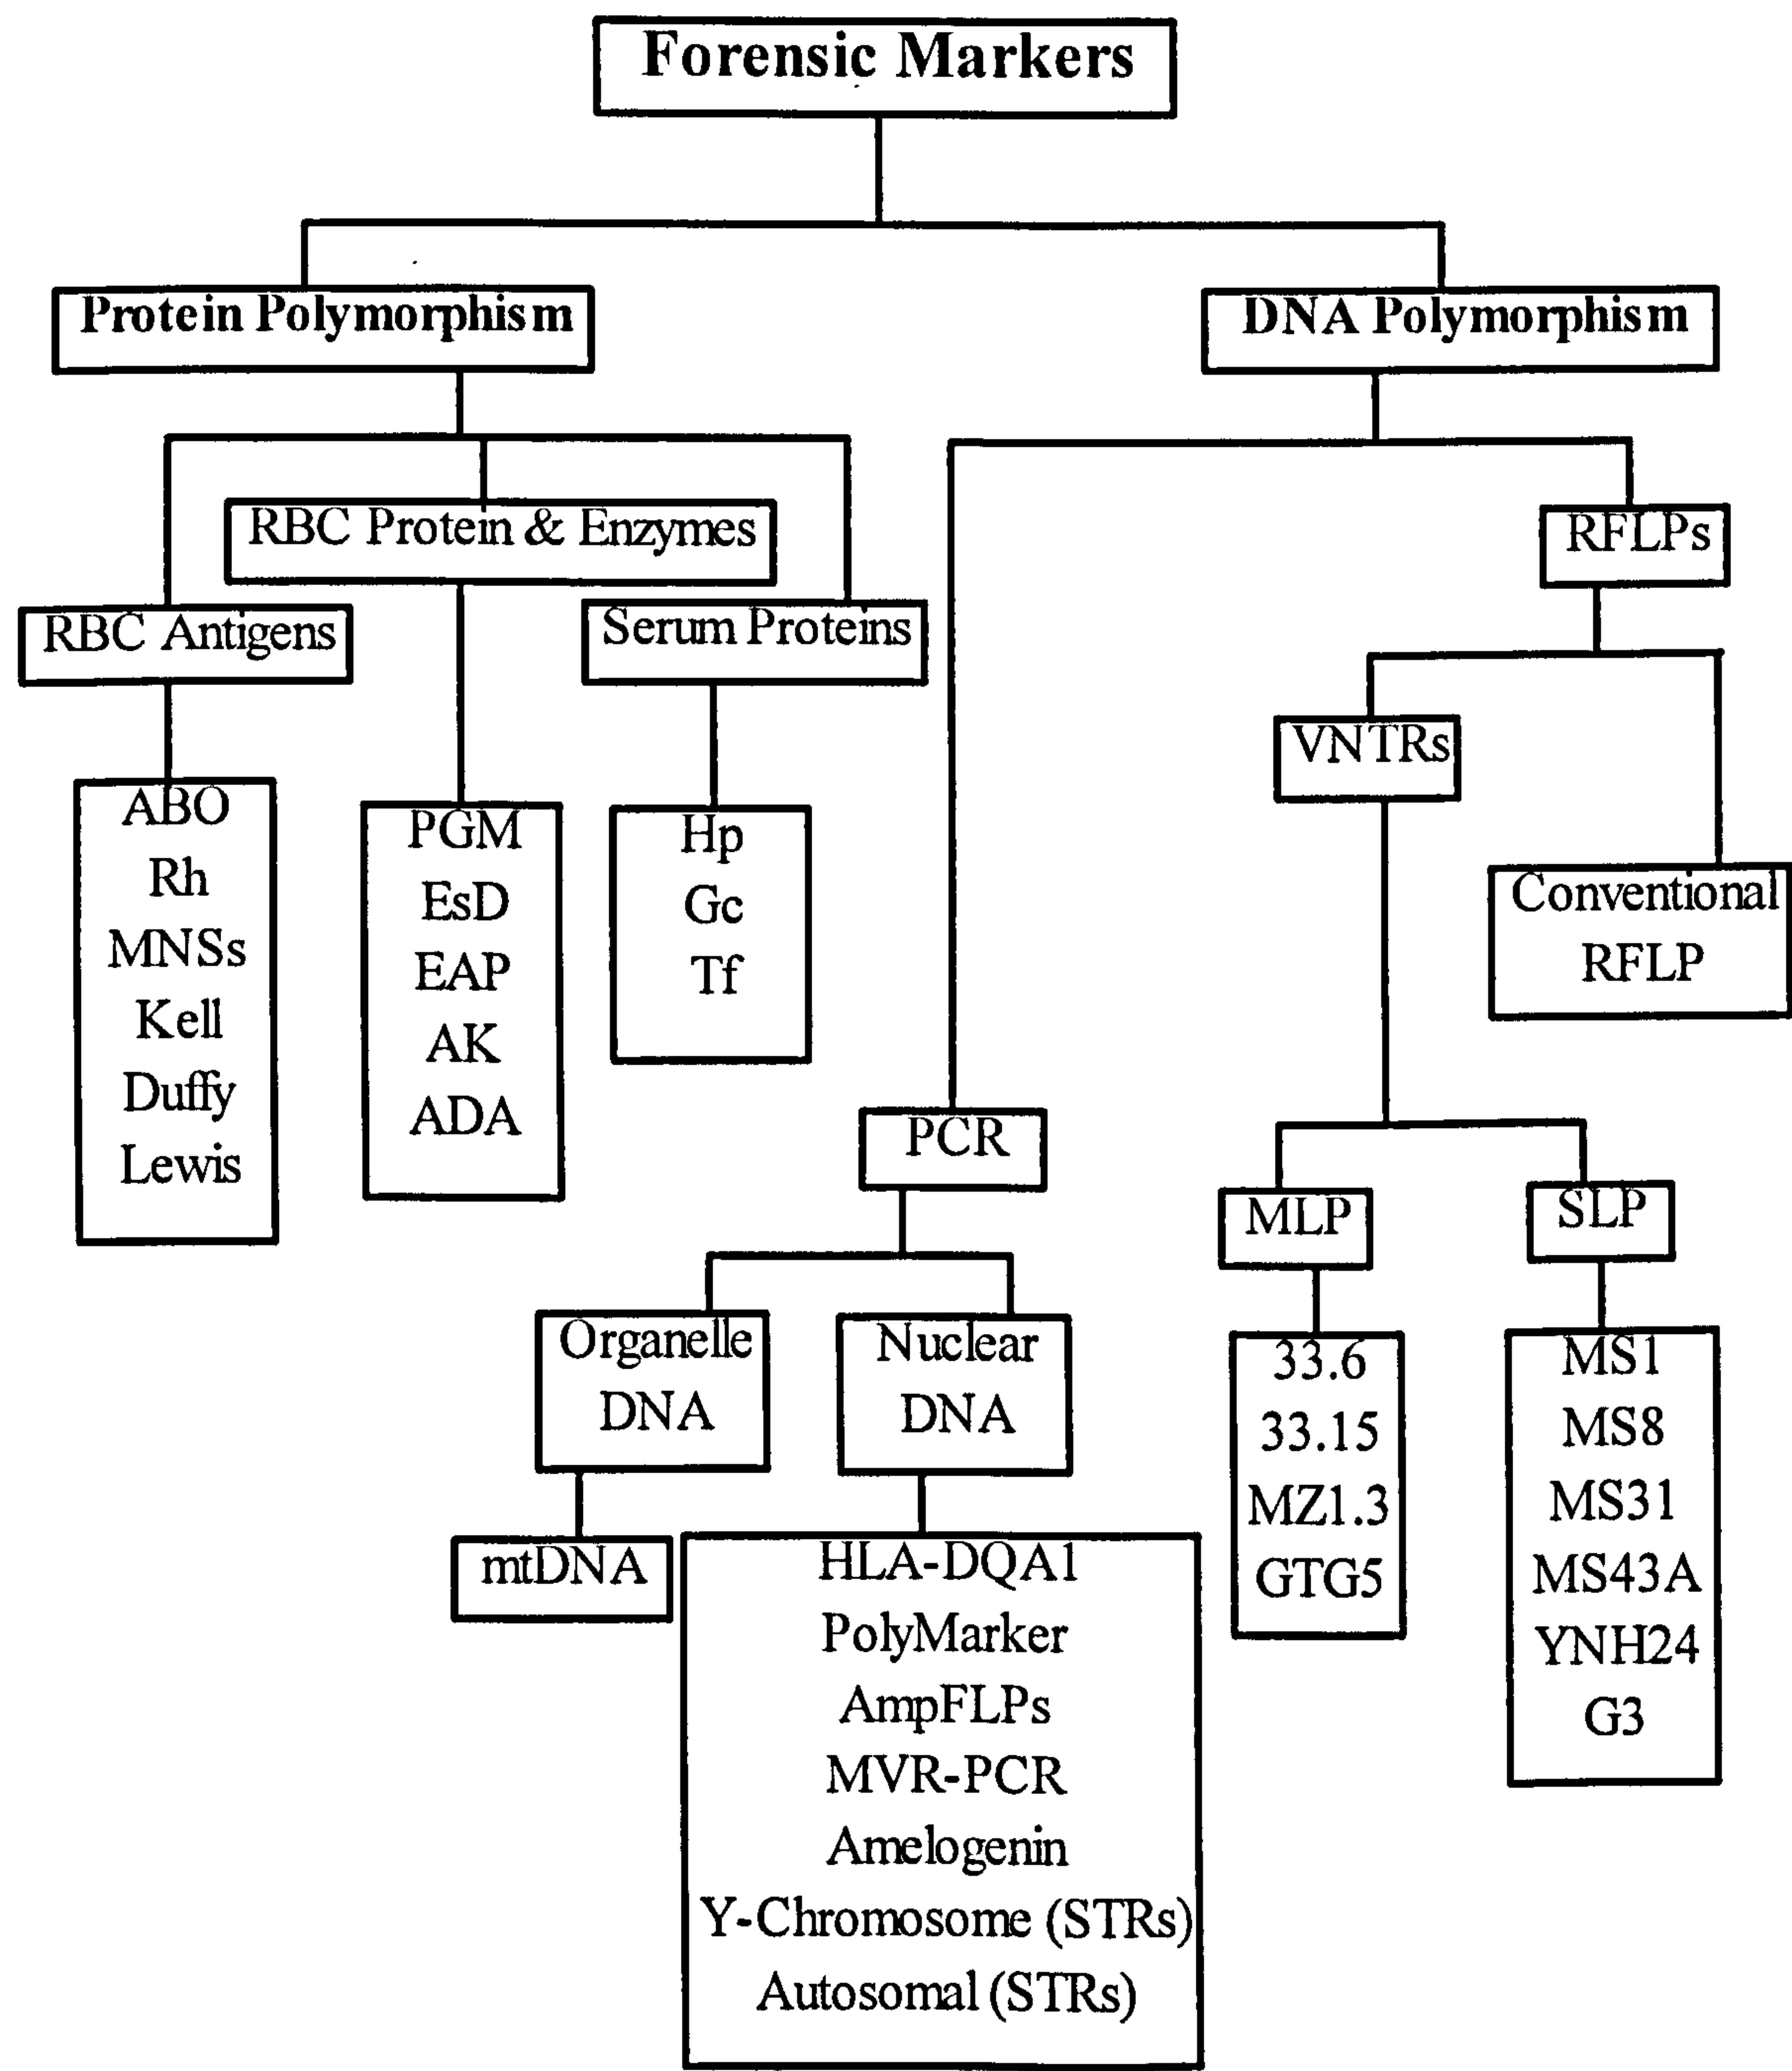 Forensic Markers
Protein Polymorphism
DNA Polymorphism
RBC Protein & Enzymes
RFLPs
RBC Antigens
Serum Proteins
VNTRs
ABO
Rh
MNSs
Kell
Duffy
Lewis
PGM
EsD
EAP
AK
ADA
Hp
Gc
Tf
Conventional
RFLP
PCR
MLP
SLP
Organelle
DNA
Nuclear
DNA
33.6
33.15
MZ1.3
GTG5
MS1
MS8
MS31
MS43A
YNH24
G3
mtDNA
HLA-DQA1
PolyMarker
AmpFLPs
MVR-PCR
Amelogenin
Y-Chromosome (STRs)
Autosomal (STRs)